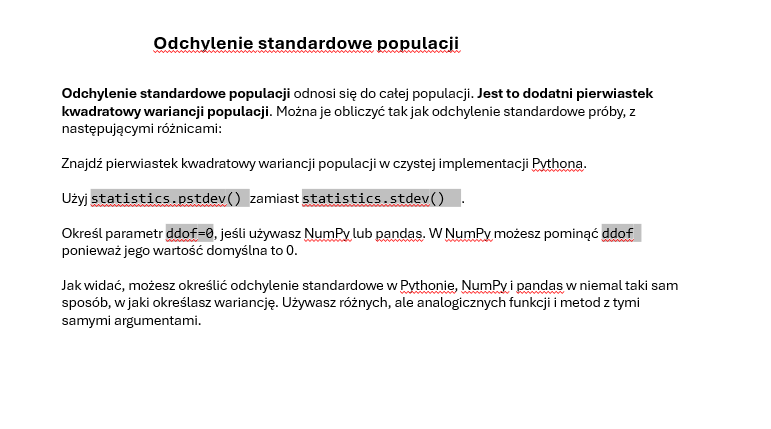 Odchylenie standardowe populacji
Odchylenie standardowe populacji odnosi się do całej populacji. Jest to dodatni pierwiastek
kwadratowy wariancji populacji. Można je obliczyć tak jak odchylenie standardowe próby, z
następującymi różnicami:
Znajdź pierwiastek kwadratowy wariancji populacji w czystej implementacji Pythona.
Użyj statistics.pstdev() zamiast statistics.stdev() .
Określ parametr ddof=0, jeśli używasz NumPy lub pandas. W NumPy możesz pominąć ddof
ponieważ jego wartość domyślna to 0.
Jak widać, możesz określić odchylenie standardowe w Pythonie, NumPy i pandas w niemal taki sam
sposób, w jaki określasz wariancję. Używasz różnych, ale analogicznych funkcji i metod z tymi
samymi argumentami.